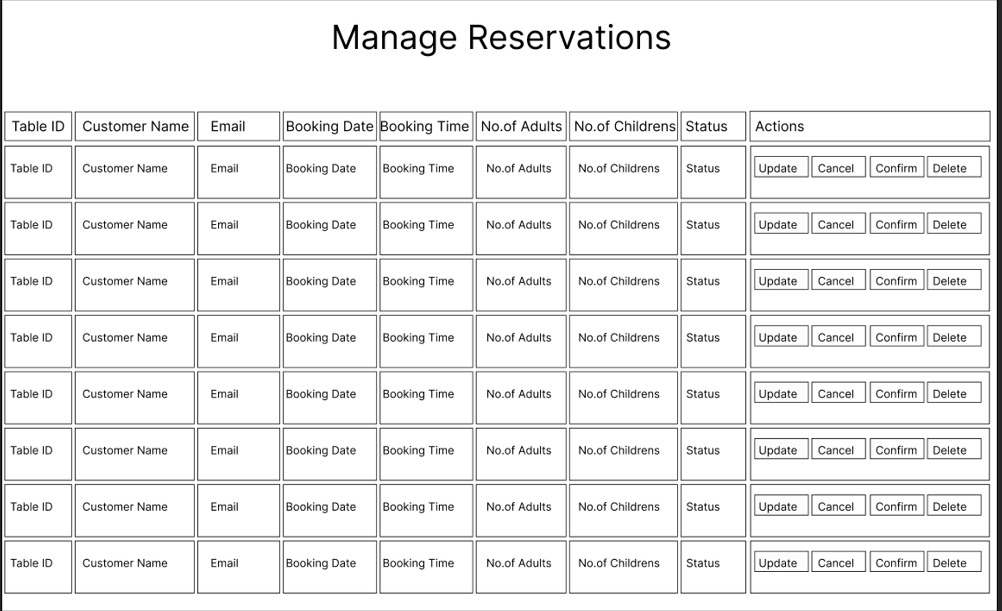 Manage Reservations
Table ID Customer Name Email Booking Date Booking Time No.of Adults No.of Childrens Status Actions
Table ID Customer Name Email Booking Date Booking Time No.of Adults No.of Childrens Status Update Cancel Confirm Delete
Table ID Customer Name Email Booking Date Booking Time No.of Adults No.of Childrens Status Update Cancel Confirm Delete
Table ID Customer Name Email Booking Date Booking Time No.of Adults No.of Childrens Status Update Cancel Confirm Delete
Table ID Customer Name Email Booking Date Booking Time No.of Adults No.of Childrens Status Update Cancel Confirm Delete
Table ID Customer Name Email Booking Date Booking Time No.of Adults No.of Childrens Status Update Cancel Confirm Delete
Table ID Customer Name Email Booking Date Booking Time No.of Adults No.of Childrens Status Update Cancel Confirm Delete
Table ID Customer Name Email Booking Date Booking Time No.of Adults No.of Childrens Status Update Cancel Confirm Delete
Table ID Customer Name Email Booking Date Booking Time No.of Adults No.of Childrens Status Update Cancel Confirm Delete